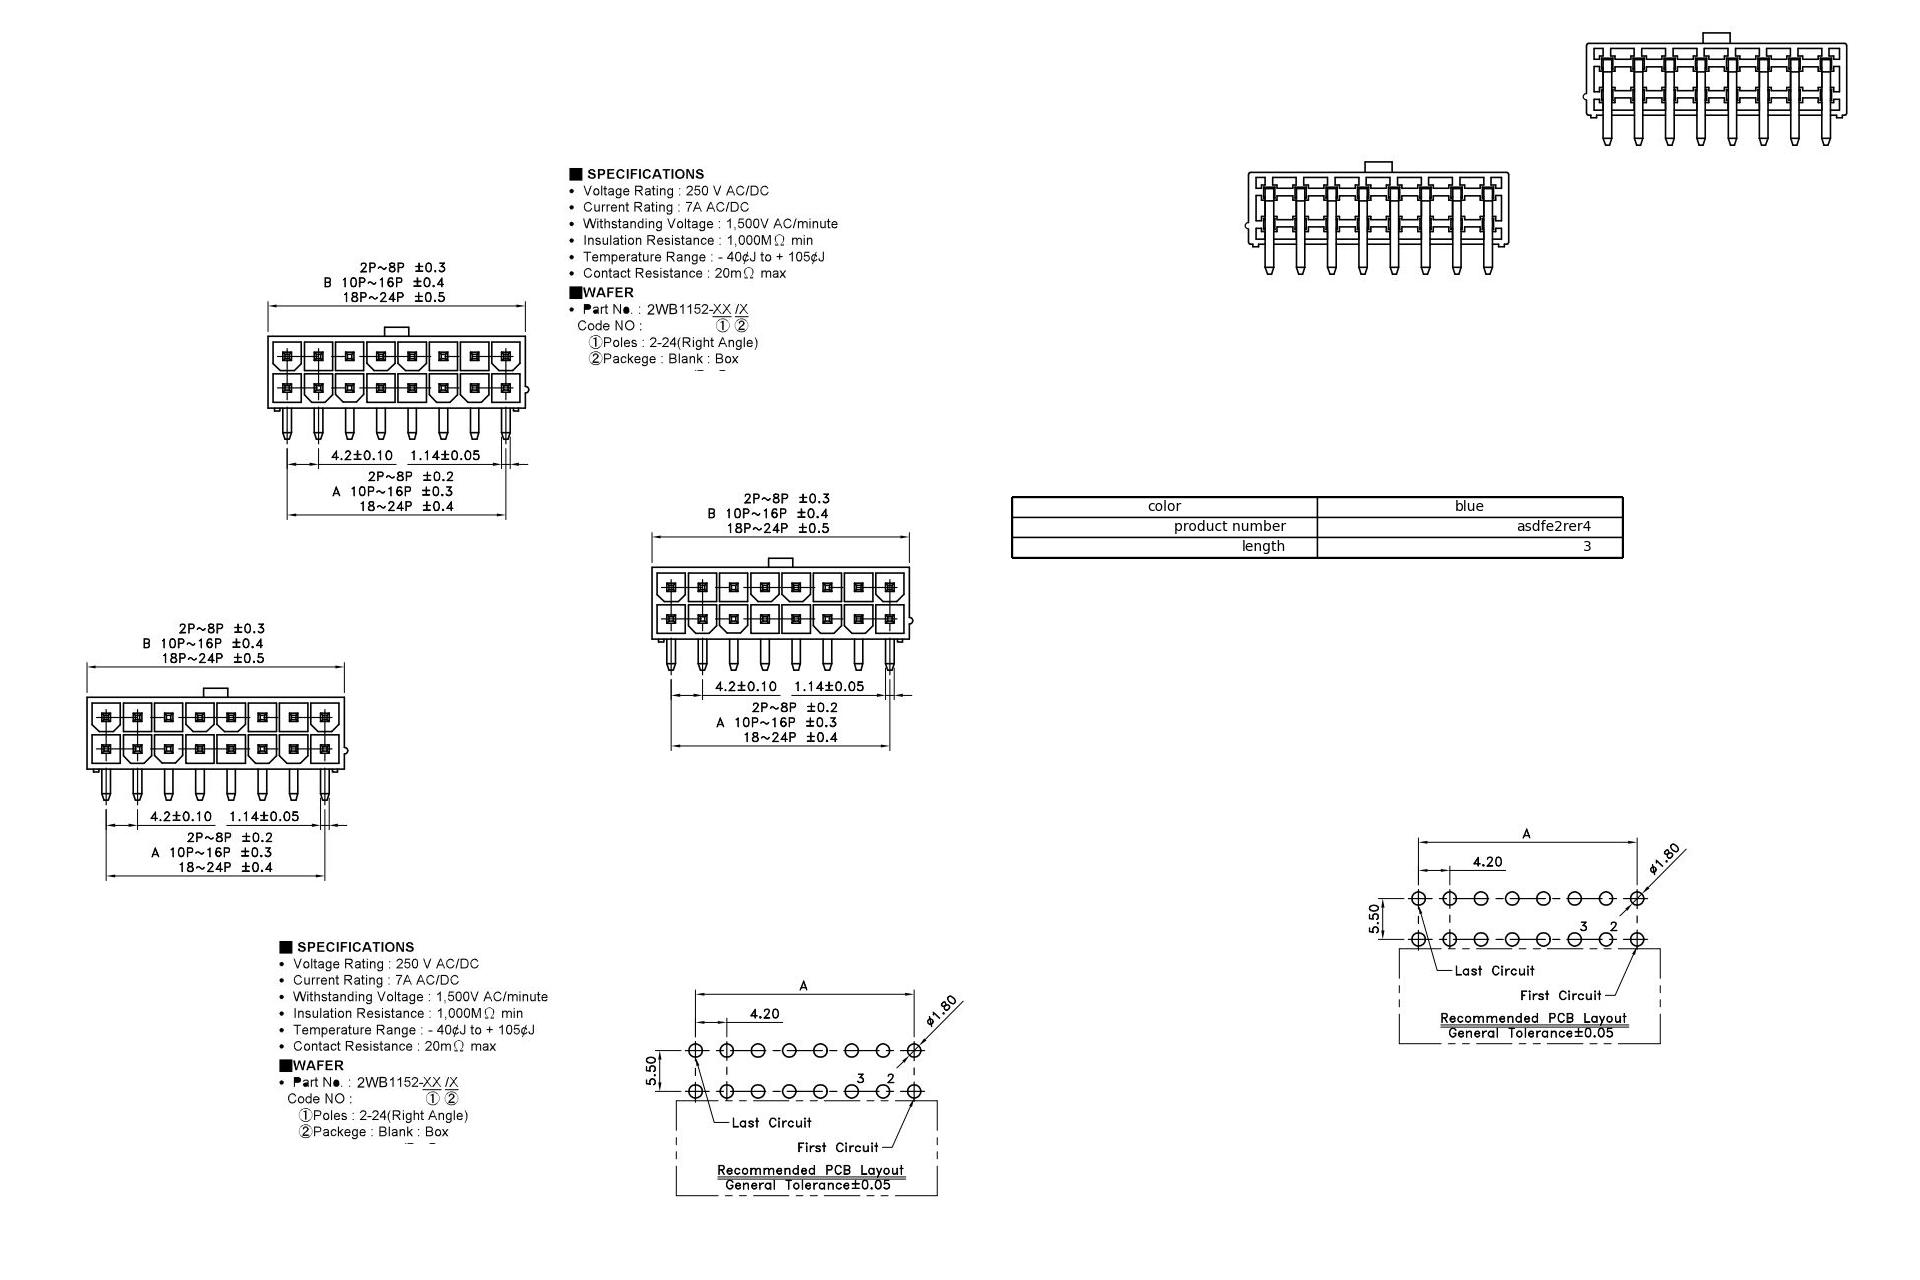 ■ SPECIFICATIONS
• Voltage Rating : 250 V AC/DC
• Current Rating : 7A AC/DC
• Withstanding Voltage : 1,500V AC/minute
• Insulation Resistance : 1,000MΩ min
• Temperature Range : - 40¢J to + 105¢J
• Contact Resistance : 20mΩ max
■WAFER
• Part No. : 2WB1152-XX /X
Code NO : ① ②
①Poles : 2-24(Right Angle)
②Packege : Blank : Box
2P~8P ±0.3
B 10P~16P ±0.4
18P~24P ±0.5
4.2±0.10 1.14±0.05
2P~8P ±0.2
A 10P~16P ±0.3
18~24P ±0.4
2P~8P ±0.3
B 10P~16P ±0.4
18P~24P ±0.5
4.2±0.10 1.14±0.05
2P~8P ±0.2
A 10P~16P ±0.3
18~24P ±0.4
color blue
product number asdfe2rer4
length 3
2P~8P ±0.3
B 10P~16P ±0.4
18P~24P ±0.5
4.2±0.10 1.14±0.05
2P~8P ±0.2
A 10P~16P ±0.3
18~24P ±0.4
A
4.20
ø1.80
5.50
3 2
Last Circuit
First Circuit
Recommended PCB Layout
General Tolerance±0.05
■ SPECIFICATIONS
• Voltage Rating : 250 V AC/DC
• Current Rating : 7A AC/DC
• Withstanding Voltage : 1,500V AC/minute
• Insulation Resistance : 1,000MΩ min
• Temperature Range : - 40¢J to + 105¢J
• Contact Resistance : 20mΩ max
■WAFER
• Part No. : 2WB1152-XX /X
Code NO : ① ②
①Poles : 2-24(Right Angle)
②Packege : Blank : Box
A
4.20
ø1.80
5.50
3 2
Last Circuit
First Circuit
Recommended PCB Layout
General Tolerance±0.05